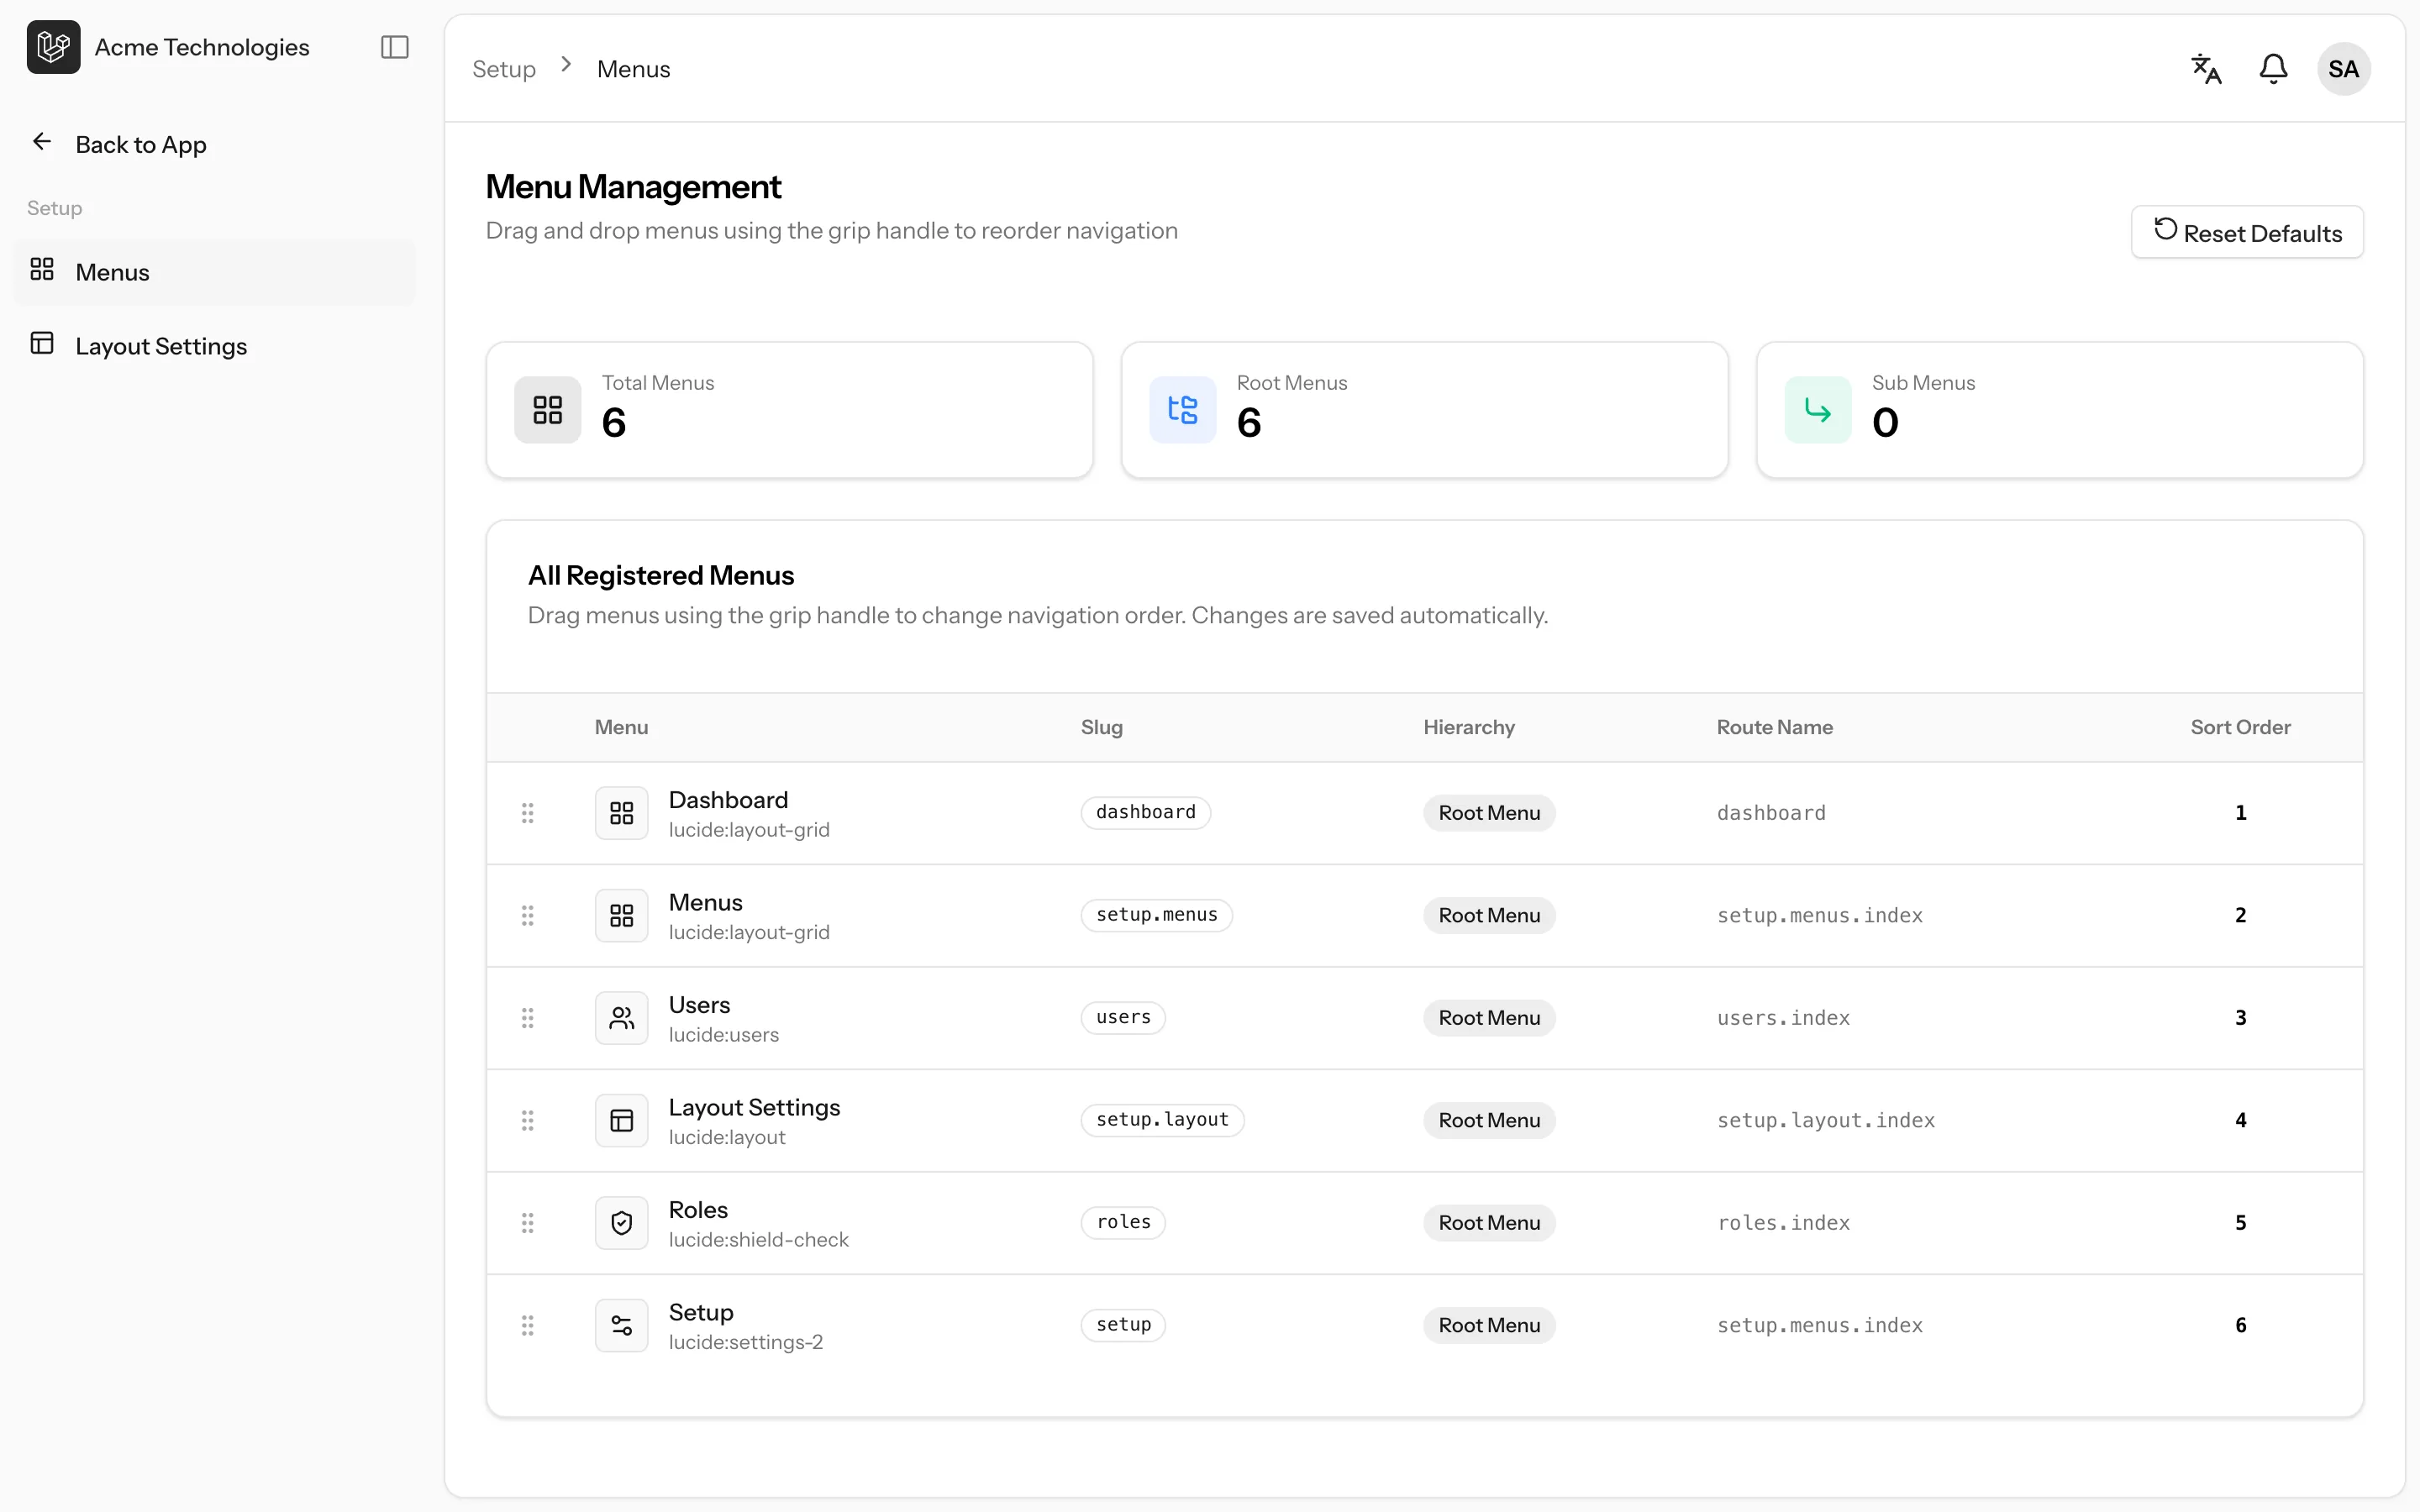 Acme Technologies
Back to App
Setup
Menus
Layout Settings
Setup
Menus
SA
Menu Management
Drag and drop menus using the grip handle to reorder navigation
Reset Defaults
Total Menus
6
Root Menus
6
Sub Menus
0
All Registered Menus
Drag menus using the grip handle to change navigation order. Changes are saved automatically.
Menu Slug Hierarchy Route Name Sort Order
Dashboard
lucide:layout-grid
dashboard Root Menu dashboard 1
Menus
lucide:layout-grid
setup.menus Root Menu setup.menus.index 2
Users
lucide:users
users Root Menu users.index 3
Layout Settings
lucide:layout
setup.layout Root Menu setup.layout.index 4
Roles
lucide:shield-check
roles Root Menu roles.index 5
Setup
lucide:settings-2
setup Root Menu setup.menus.index 6